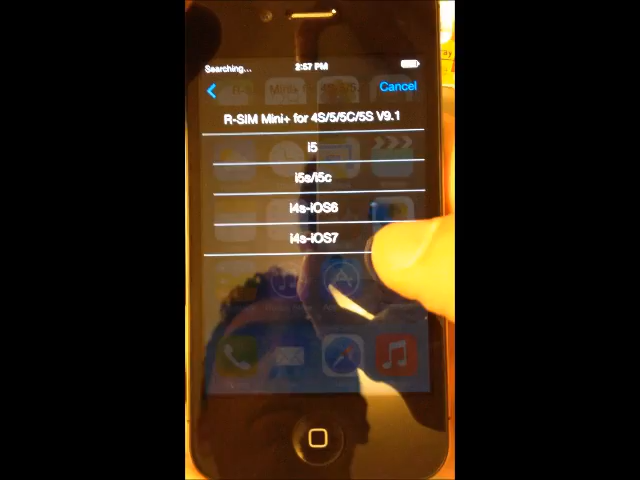 Searching...
2:57 PM
Cancel
R-SIM Mini+ for 4S/5/5C/5S V9.1
i5
i5s/i5c
i4s-iOS6
i4s-iOS7